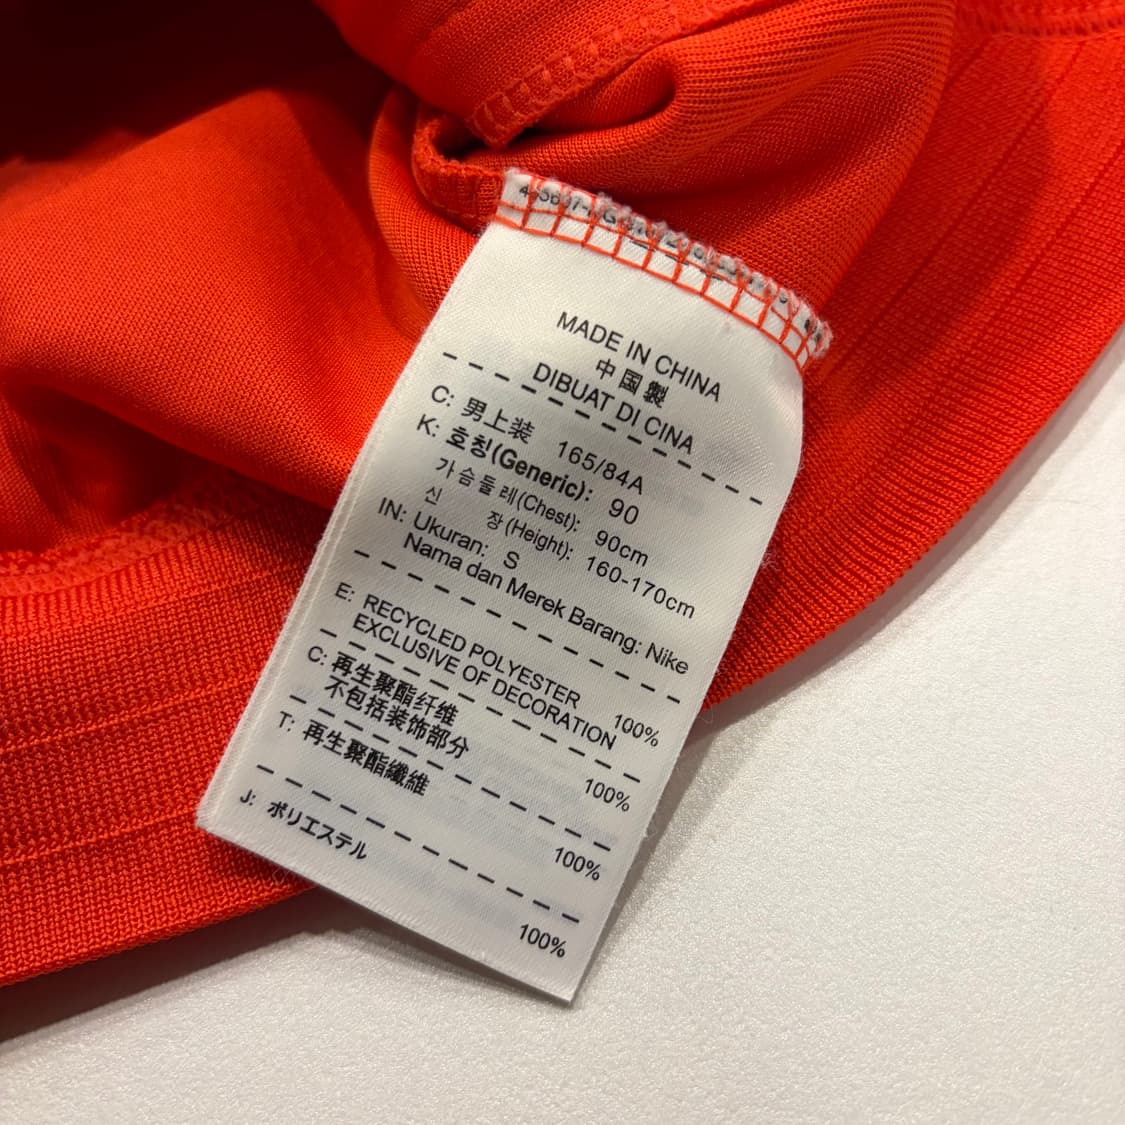 MADE IN CHINA
中国製
DIBUAT DI CINA
C: 男上装 165/84A
K: 호칭(Generic): 90
가슴둘레(Chest): 90cm
신 장(Height): 160-170cm
IN: Ukuran: S
Nama dan Merek Barang: Nike
E: RECYCLED POLYESTER 100%
EXCLUSIVE OF DECORATION
C: 再生聚酯纤维 100%
不包括装饰部分
T: 再生聚酯纖維 100%
J: ポリエステル 100%